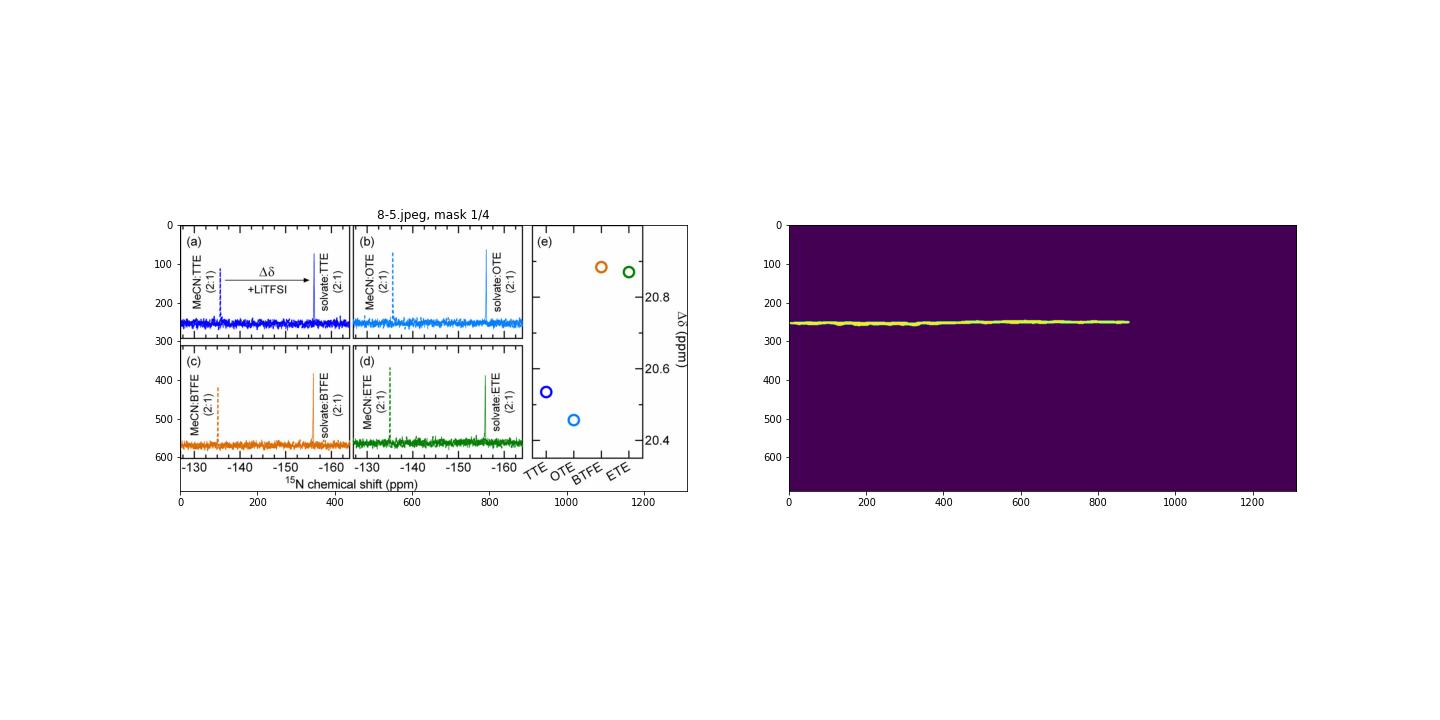 8-5.jpeg, mask 1/4
0
100
200
300
400
500
600
(a)
MeCN:TTE
(2:1)
Δδ
+LiTFSI
solvate:TTE
(2:1)
(b)
MeCN:OTE
(2:1)
solvate:OTE
(2:1)
(c)
MeCN:BTFE
(2:1)
solvate:BTFE
(2:1)
(d)
MeCN:ETE
(2:1)
solvate:ETE
(2:1)
-130 -140 -150 -160 -130 -140 -150 -160
¹⁵N chemical shift (ppm)
(e)
20.8
20.6
20.4
Δδ (ppm)
TTE OTE BTFE ETE
0 200 400 600 800 1000 1200
0
100
200
300
400
500
600
0 200 400 600 800 1000 1200